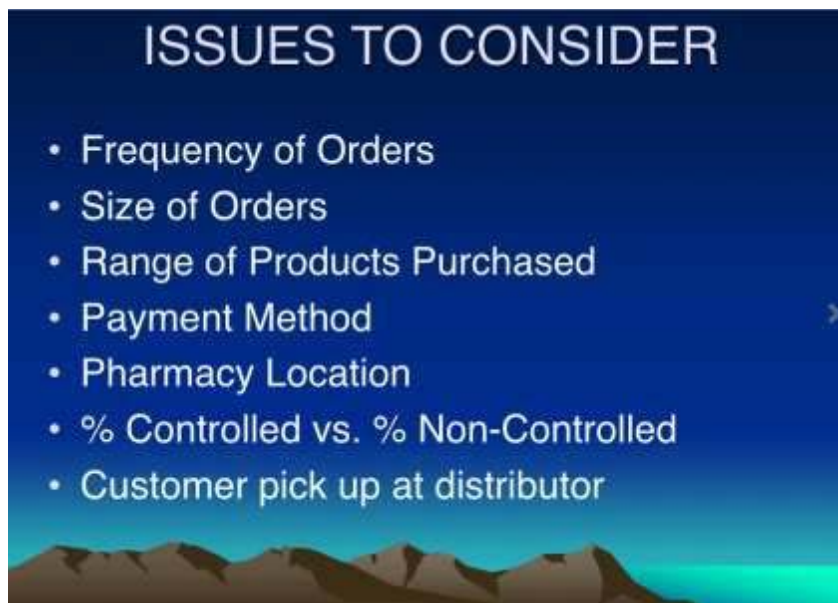 ISSUES TO CONSIDER
• Frequency of Orders
• Size of Orders
• Range of Products Purchased
• Payment Method
• Pharmacy Location
• % Controlled vs. % Non-Controlled
• Customer pick up at distributor